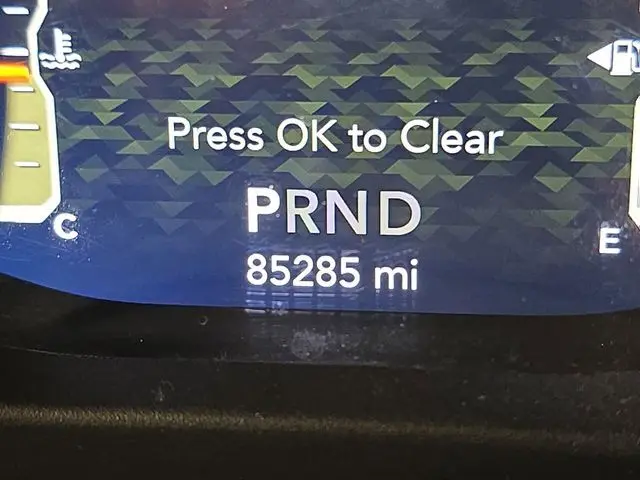 Press OK to Clear
PRND
85285 mi
C
E